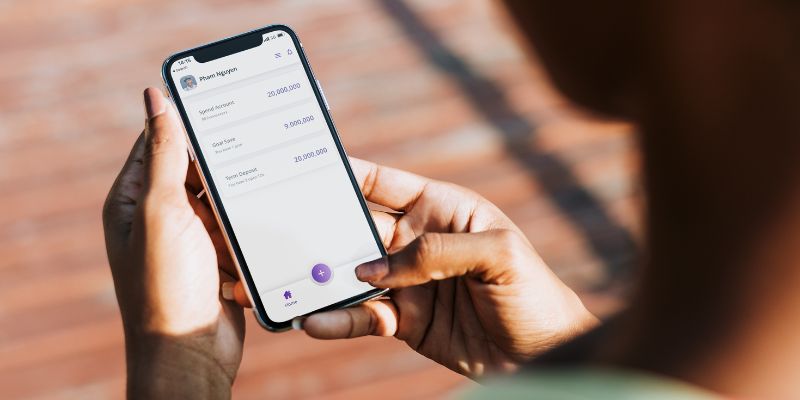 Pham Nguyen
Spend Account
20,000,000
Goal Save
9,000,000
Term Deposit
20,000,000
Home